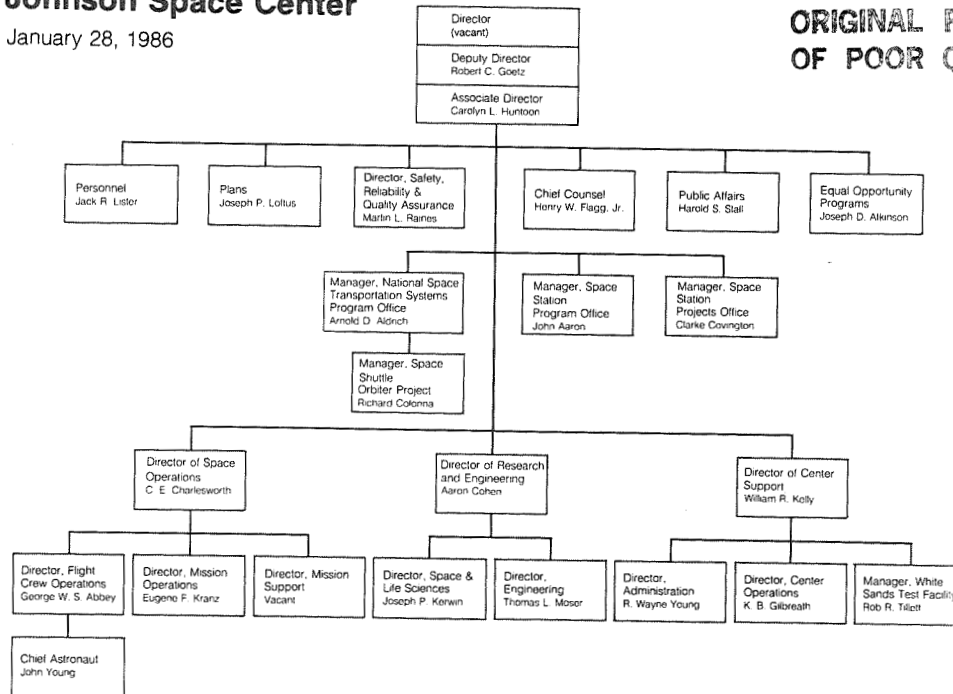 Johnson Space Center
January 28, 1986
ORIGINAL
OF POOR
Director
(vacant)
Deputy Director
Robert C. Goetz
Associate Director
Carolyn L. Huntoon
Personnel
Jack R. Lister
Plans
Joseph P. Loftus
Director, Safety,
Reliability &
Quality Assurance
Martin L. Raines
Chief Counsel
Henry W. Flagg, Jr.
Public Affairs
Harold S. Stall
Equal Opportunity
Programs
Joseph D. Atkinson
Manager, National Space
Transportation Systems
Program Office
Arnold D. Aldrich
Manager, Space
Station
Program Office
John Aaron
Manager, Space
Station
Projects Office
Clarke Covington
Manager, Space
Shuttle
Orbiter Project
Richard Colonna
Director of Space
Operations
C. E. Charlesworth
Director of Research
and Engineering
Aaron Cohen
Director of Center
Support
William R. Kelly
Director, Flight
Crew Operations
George W. S. Abbey
Director, Mission
Operations
Eugene F. Kranz
Director, Mission
Support
Vacant
Director, Space &
Life Sciences
Joseph P. Kerwin
Director,
Engineering
Thomas L. Moser
Director,
Administration
R. Wayne Young
Director, Center
Operations
K. B. Gilbreath
Manager, White
Sands Test Facility
Rob R. Tillett
Chief Astronaut
John Young